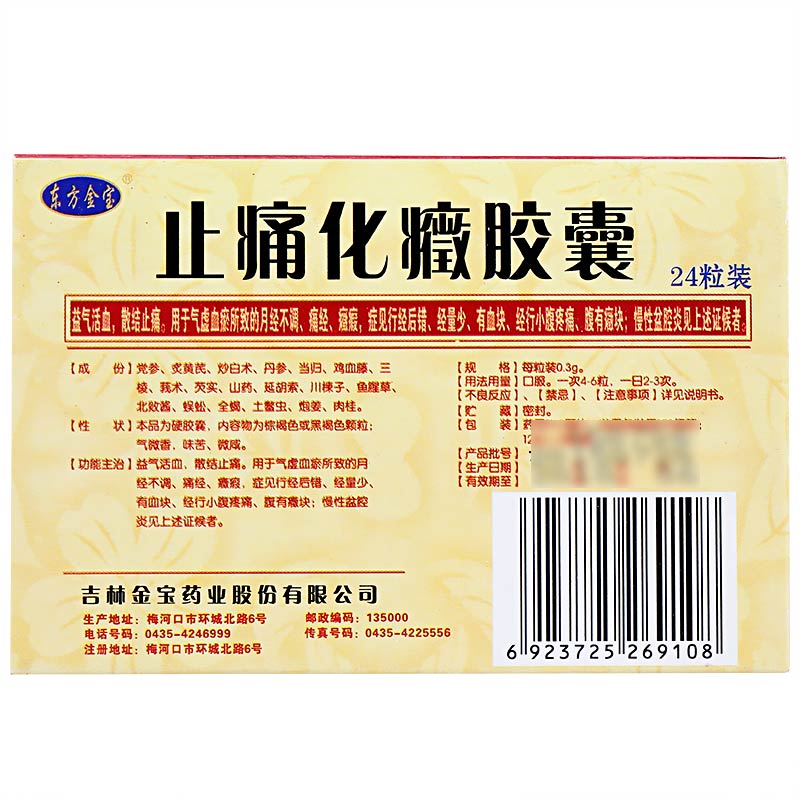 东方金宝®
止痛化癥胶囊
24粒装
益气活血，散结止痛。用于气虚血瘀所致的月经不调、痛经、癥瘕，症见行经后错、经量少、有血块、经行小腹疼痛、腹有癥块；慢性盆腔炎见上述证候者。
【成　份】党参、炙黄芪、炒白术、丹参、当归、鸡血藤、三
棱、莪术、芡实、山药、延胡索、川楝子、鱼腥草、
北败酱、蜈蚣、全蝎、土鳖虫、炮姜、肉桂。
【性　状】本品为硬胶囊，内容物为棕褐色或黑褐色颗粒；
气微香，味苦、微咸。
【功能主治】益气活血，散结止痛。用于气虚血瘀所致的月
经不调、痛经、癥瘕，症见行经后错、经量少、
有血块、经行小腹疼痛、腹有癥块；慢性盆腔
炎见上述证候者。
【规　格】每粒装0.3g。
【用法用量】口服。一次4-6粒，一日2-3次。
【不良反应】、【禁忌】、【注意事项】详见说明书。
【贮　藏】密封。
【包　装】
【产品批号】
【生产日期】
【有效期至】
吉林金宝药业股份有限公司
生产地址：梅河口市环城北路6号　邮政编码：135000
电话号码：0435-4246999　传真号码：0435-4225556
注册地址：梅河口市环城北路6号
6 923725 269108